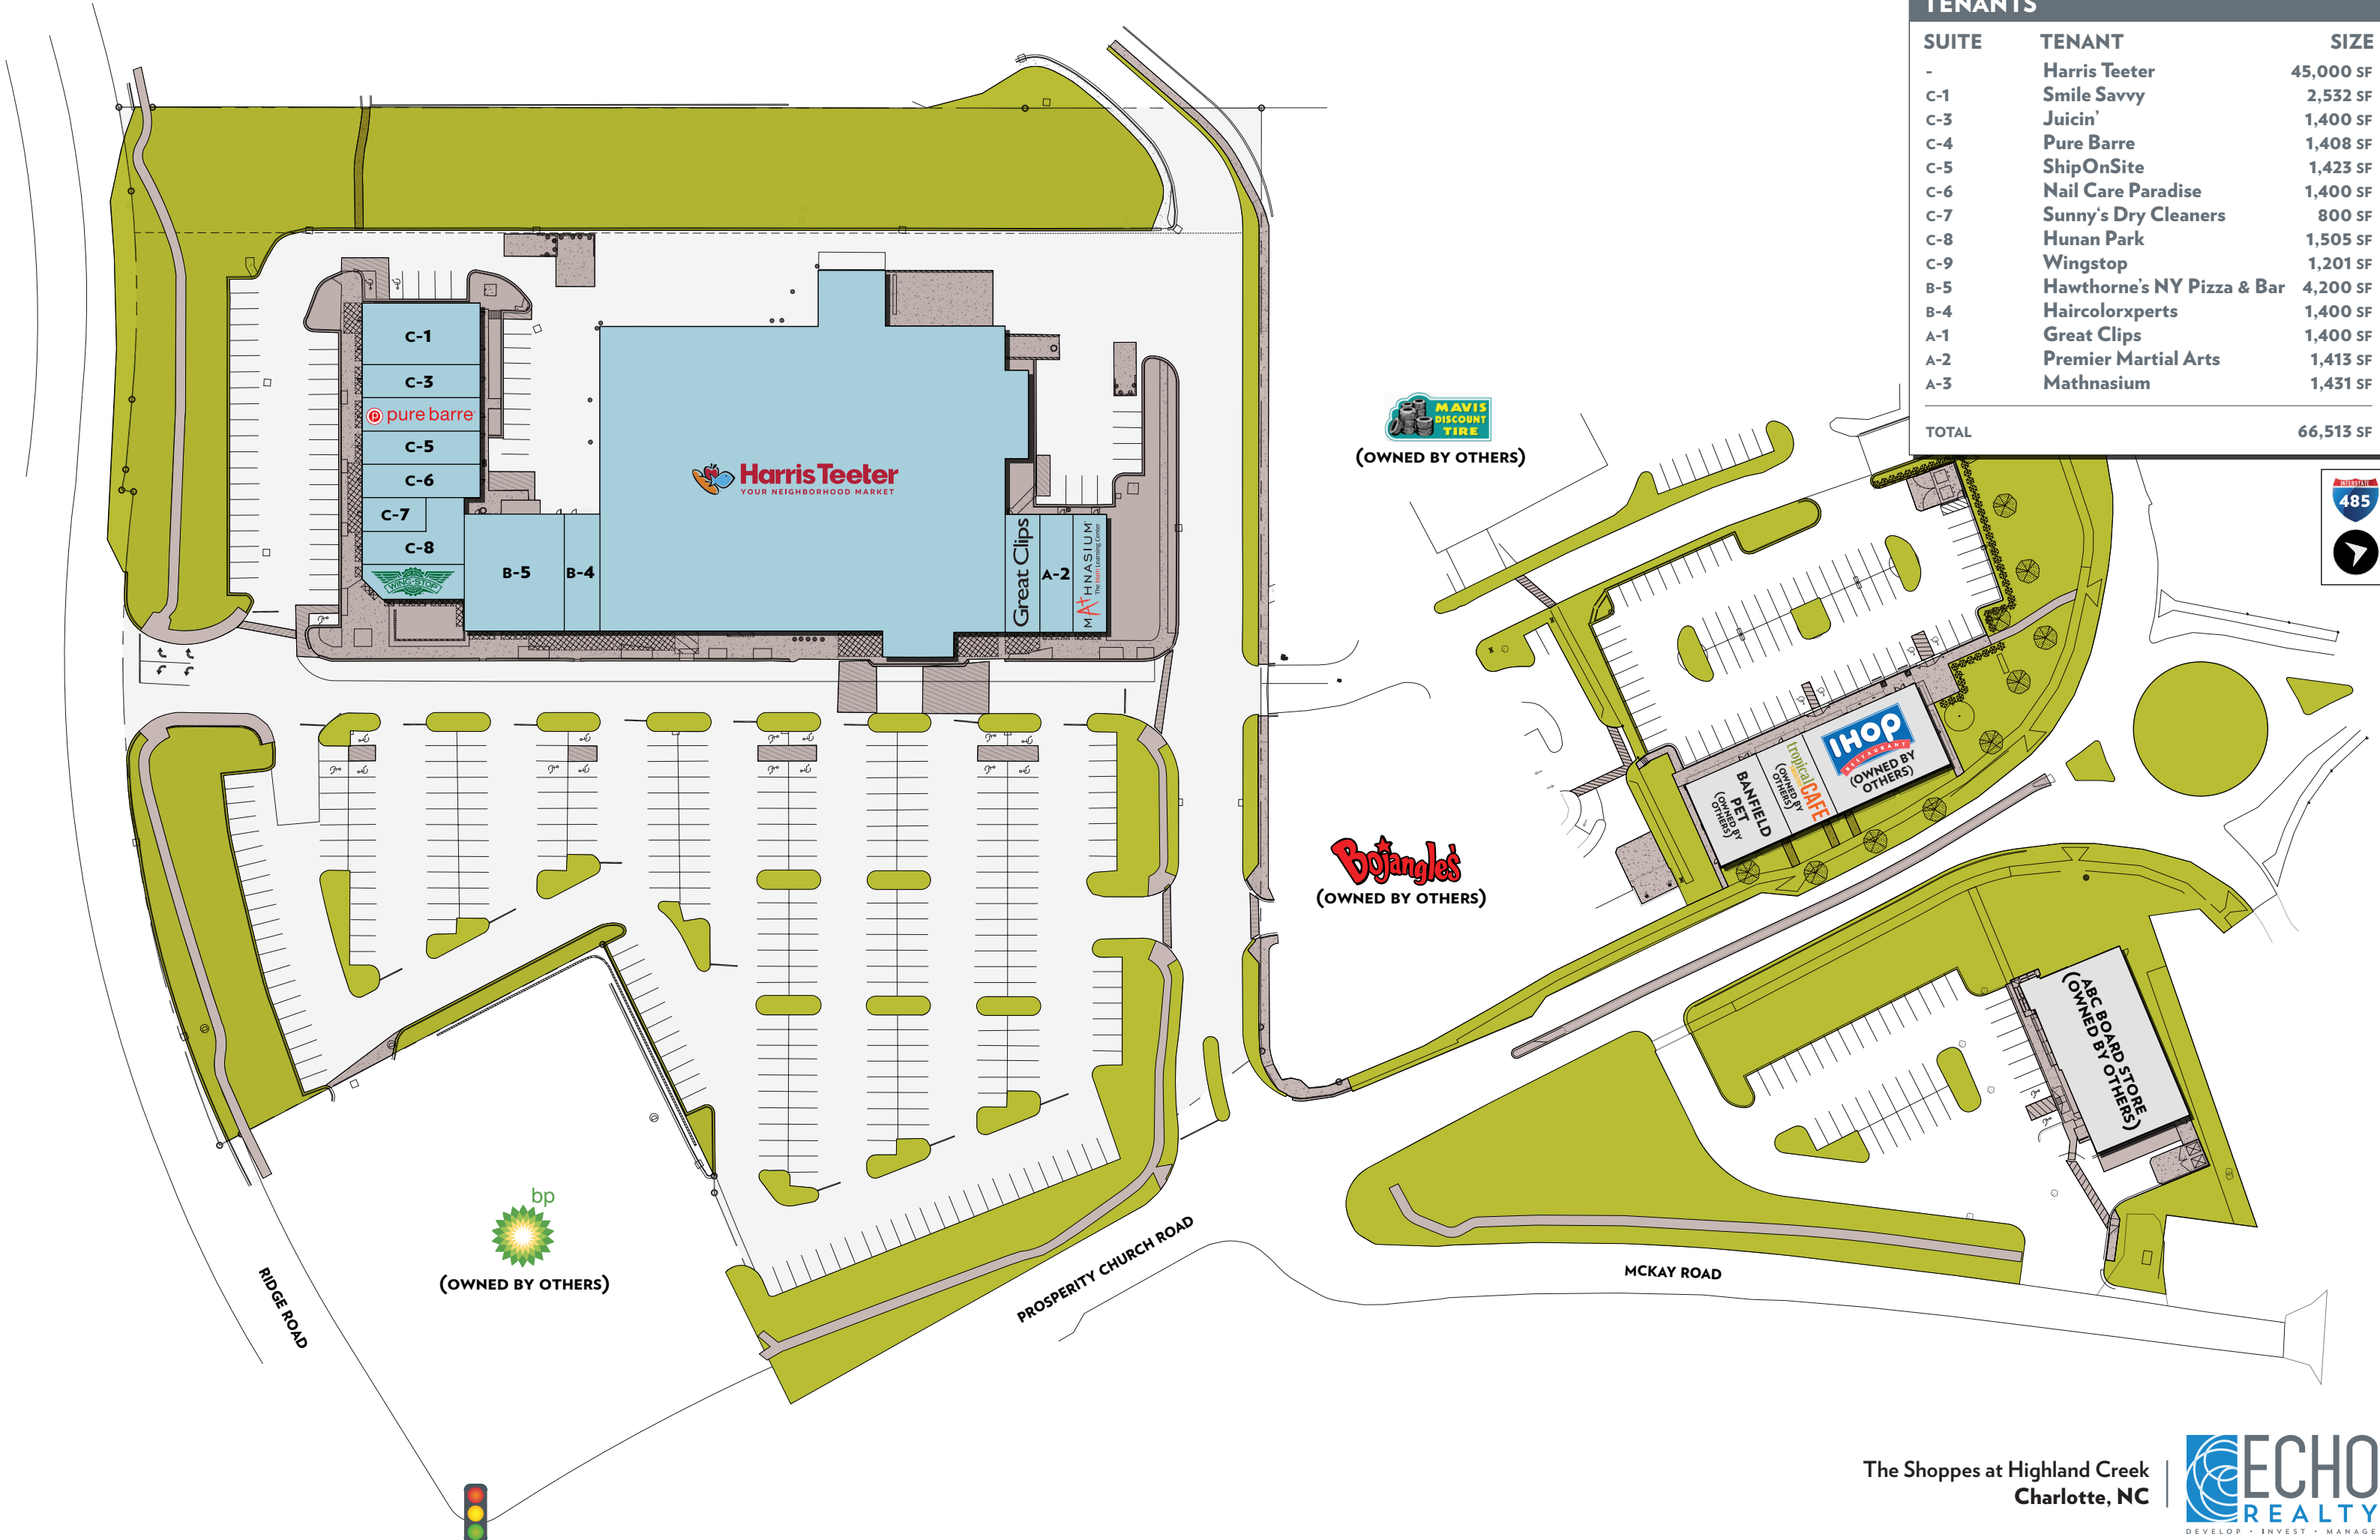 TENANTS
SUITE TENANT SIZE
- Harris Teeter 45,000 SF
C-1 Smile Savvy 2,532 SF
C-3 Juicin' 1,400 SF
C-4 Pure Barre 1,408 SF
C-5 ShipOnSite 1,423 SF
C-6 Nail Care Paradise 1,400 SF
C-7 Sunny's Dry Cleaners 800 SF
C-8 Hunan Park 1,505 SF
C-9 Wingstop 1,201 SF
B-5 Hawthorne's NY Pizza & Bar 4,200 SF
B-4 Haircolorxperts 1,400 SF
A-1 Great Clips 1,400 SF
A-2 Premier Martial Arts 1,413 SF
A-3 Mathnasium 1,431 SF
TOTAL 66,513 SF
INTERSTATE
485
C-1
C-3
pure barre
C-5
C-6
C-7
C-8
WINGSTOP
B-5
B-4
Harris Teeter
YOUR NEIGHBORHOOD MARKET
Great Clips
A-2
MATHNASIUM
The Math Learning Center
MAVIS
DISCOUNT
TIRE
(OWNED BY OTHERS)
IHOP
RESTAURANT
(OWNED BY
OTHERS)
tropical
CAFE
(OWNED BY
OTHERS)
BANFIELD
PET
(OWNED BY
OTHERS)
Bojangles'
(OWNED BY OTHERS)
ABC BOARD STORE
(OWNED BY OTHERS)
bp
(OWNED BY OTHERS)
RIDGE ROAD
PROSPERITY CHURCH ROAD
MCKAY ROAD
The Shoppes at Highland Creek
Charlotte, NC
ECHO
REALTY
DEVELOP • INVEST • MANAGE